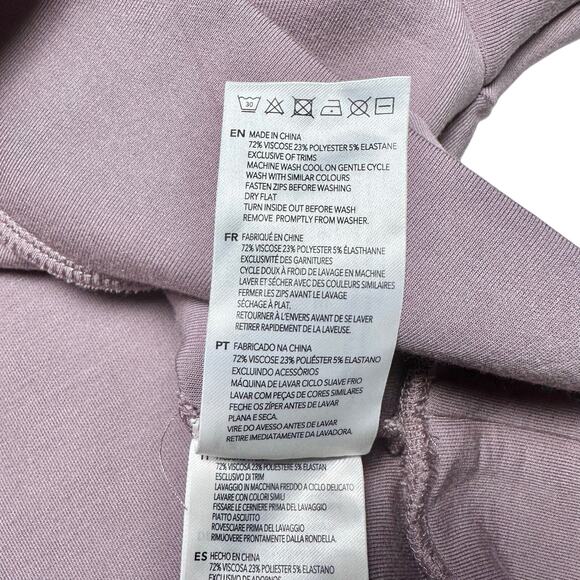 30
EN MADE IN CHINA
72% VISCOSE 23% POLYESTER 5% ELASTANE
EXCLUSIVE OF TRIMS
MACHINE WASH COOL ON GENTLE CYCLE
WASH WITH SIMILAR COLOURS
FASTEN ZIPS BEFORE WASHING
DRY FLAT
TURN INSIDE OUT BEFORE WASH
REMOVE PROMPTLY FROM WASHER.
FR FABRIQUÉ EN CHINE
72% VISCOSE 23% POLYESTER 5% ÉLASTHANNE
EXCLUSIVITÉ DES GARNITURES
CYCLE DOUX À FROID DE LAVAGE EN MACHINE
LAVER ET SÉCHER AVEC DES COULEURS SIMILAIRES
FERMER LES ZIPS AVANT LE LAVAGE
SÉCHAGE À PLAT.
RETOURNER À L'ENVERS AVANT DE SE LAVER
RETIRER RAPIDEMENT DE LA LAVEUSE.
PT FABRICADO NA CHINA
72% VISCOSE 23% POLIÉSTER 5% ELASTANO
EXCLUINDO ACESSÓRIOS
MÁQUINA DE LAVAR CICLO SUAVE FRIO
LAVAR COM PEÇAS DE CORES SIMILARES
FECHE OS ZÍPER ANTES DE LAVAR
PLANA E SECA.
VIRE DO AVESSO ANTES DE LAVAR
RETIRE IMEDIATAMENTE DA LAVADORA.
72% VISCOSA 23% POLIESTERE 5% ELASTAN
ESCLUSIVO DI TRIM
LAVAGGIO IN MACCHINA FREDDO A CICLO DELICATO
LAVARE CON COLORI SIMILI
FISSARE LE CERNIERE PRIMA DEL LAVAGGIO
PIATTO ASCIUTTO
ROVESCIARE PRIMA DEL LAVAGGIO
RIMUOVERE PRONTAMENTE DALLA RONDELLA.
ES HECHO EN CHINA
72% VISCOSA 23% POLIÉSTER 5% ELASTANO
EXCLUSIVO DE ADORNOS